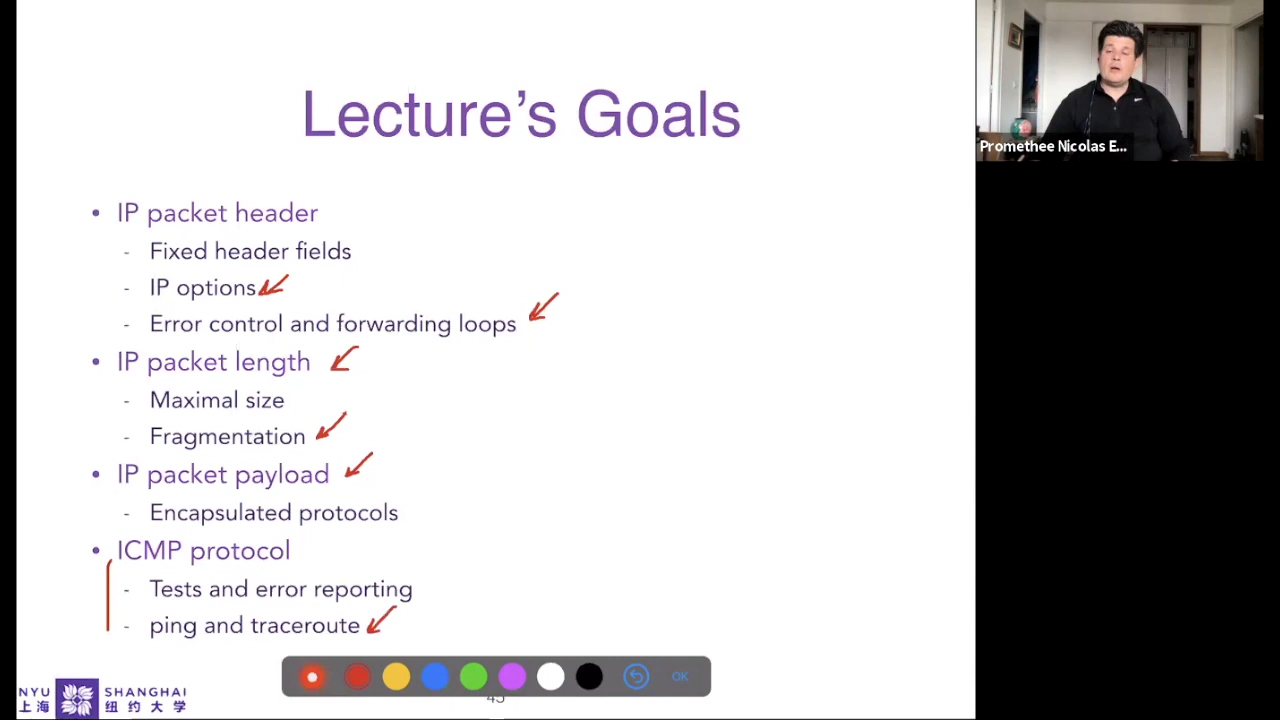 Lecture's Goals
• IP packet header
- Fixed header fields
- IP options
- Error control and forwarding loops
• IP packet length
- Maximal size
- Fragmentation
• IP packet payload
- Encapsulated protocols
• ICMP protocol
- Tests and error reporting
- ping and traceroute
OK
45
NYU SHANGHAI
上海 纽约大学
Promethee Nicolas E...